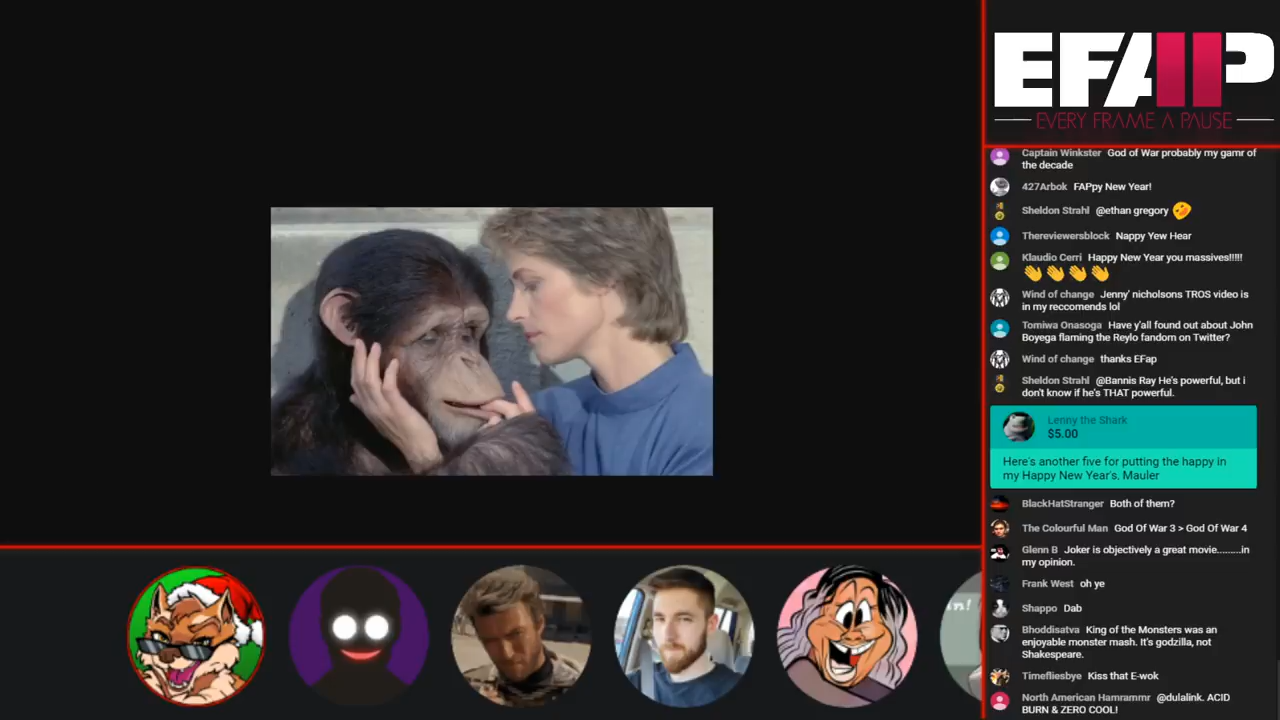 EFAP
EVERY FRAME A PAUSE
Captain Winkster God of War probably my gamr of
the decade
427Arbok FAPpy New Year!
Sheldon Strahl @ethan gregory
Thereviewersblock Nappy Yew Hear
Klaudio Cerri Happy New Year you massives!!!!!
Wind of change Jenny' nicholsons TROS video is
in my reccomends lol
Tomiwa Onasoga Have y'all found out about John
Boyega flaming the Reylo fandom on Twitter?
Wind of change thanks EFap
Sheldon Strahl @Bannis Ray He's powerful, but i
don't know if he's THAT powerful.
Lenny the Shark
$5.00
Here's another five for putting the happy in
my Happy New Year's, Mauler
BlackHatStranger Both of them?
The Colourful Man God Of War 3 > God Of War 4
Glenn B Joker is objectively a great movie.........in
my opinion.
Frank West oh ye
Shappo Dab
Bhoddisatva King of the Monsters was an
enjoyable monster mash. It's godzilla, not
Shakespeare.
Timefliesbye Kiss that E-wok
North American Hamrammr @dulalink. ACID
BURN & ZERO COOL!